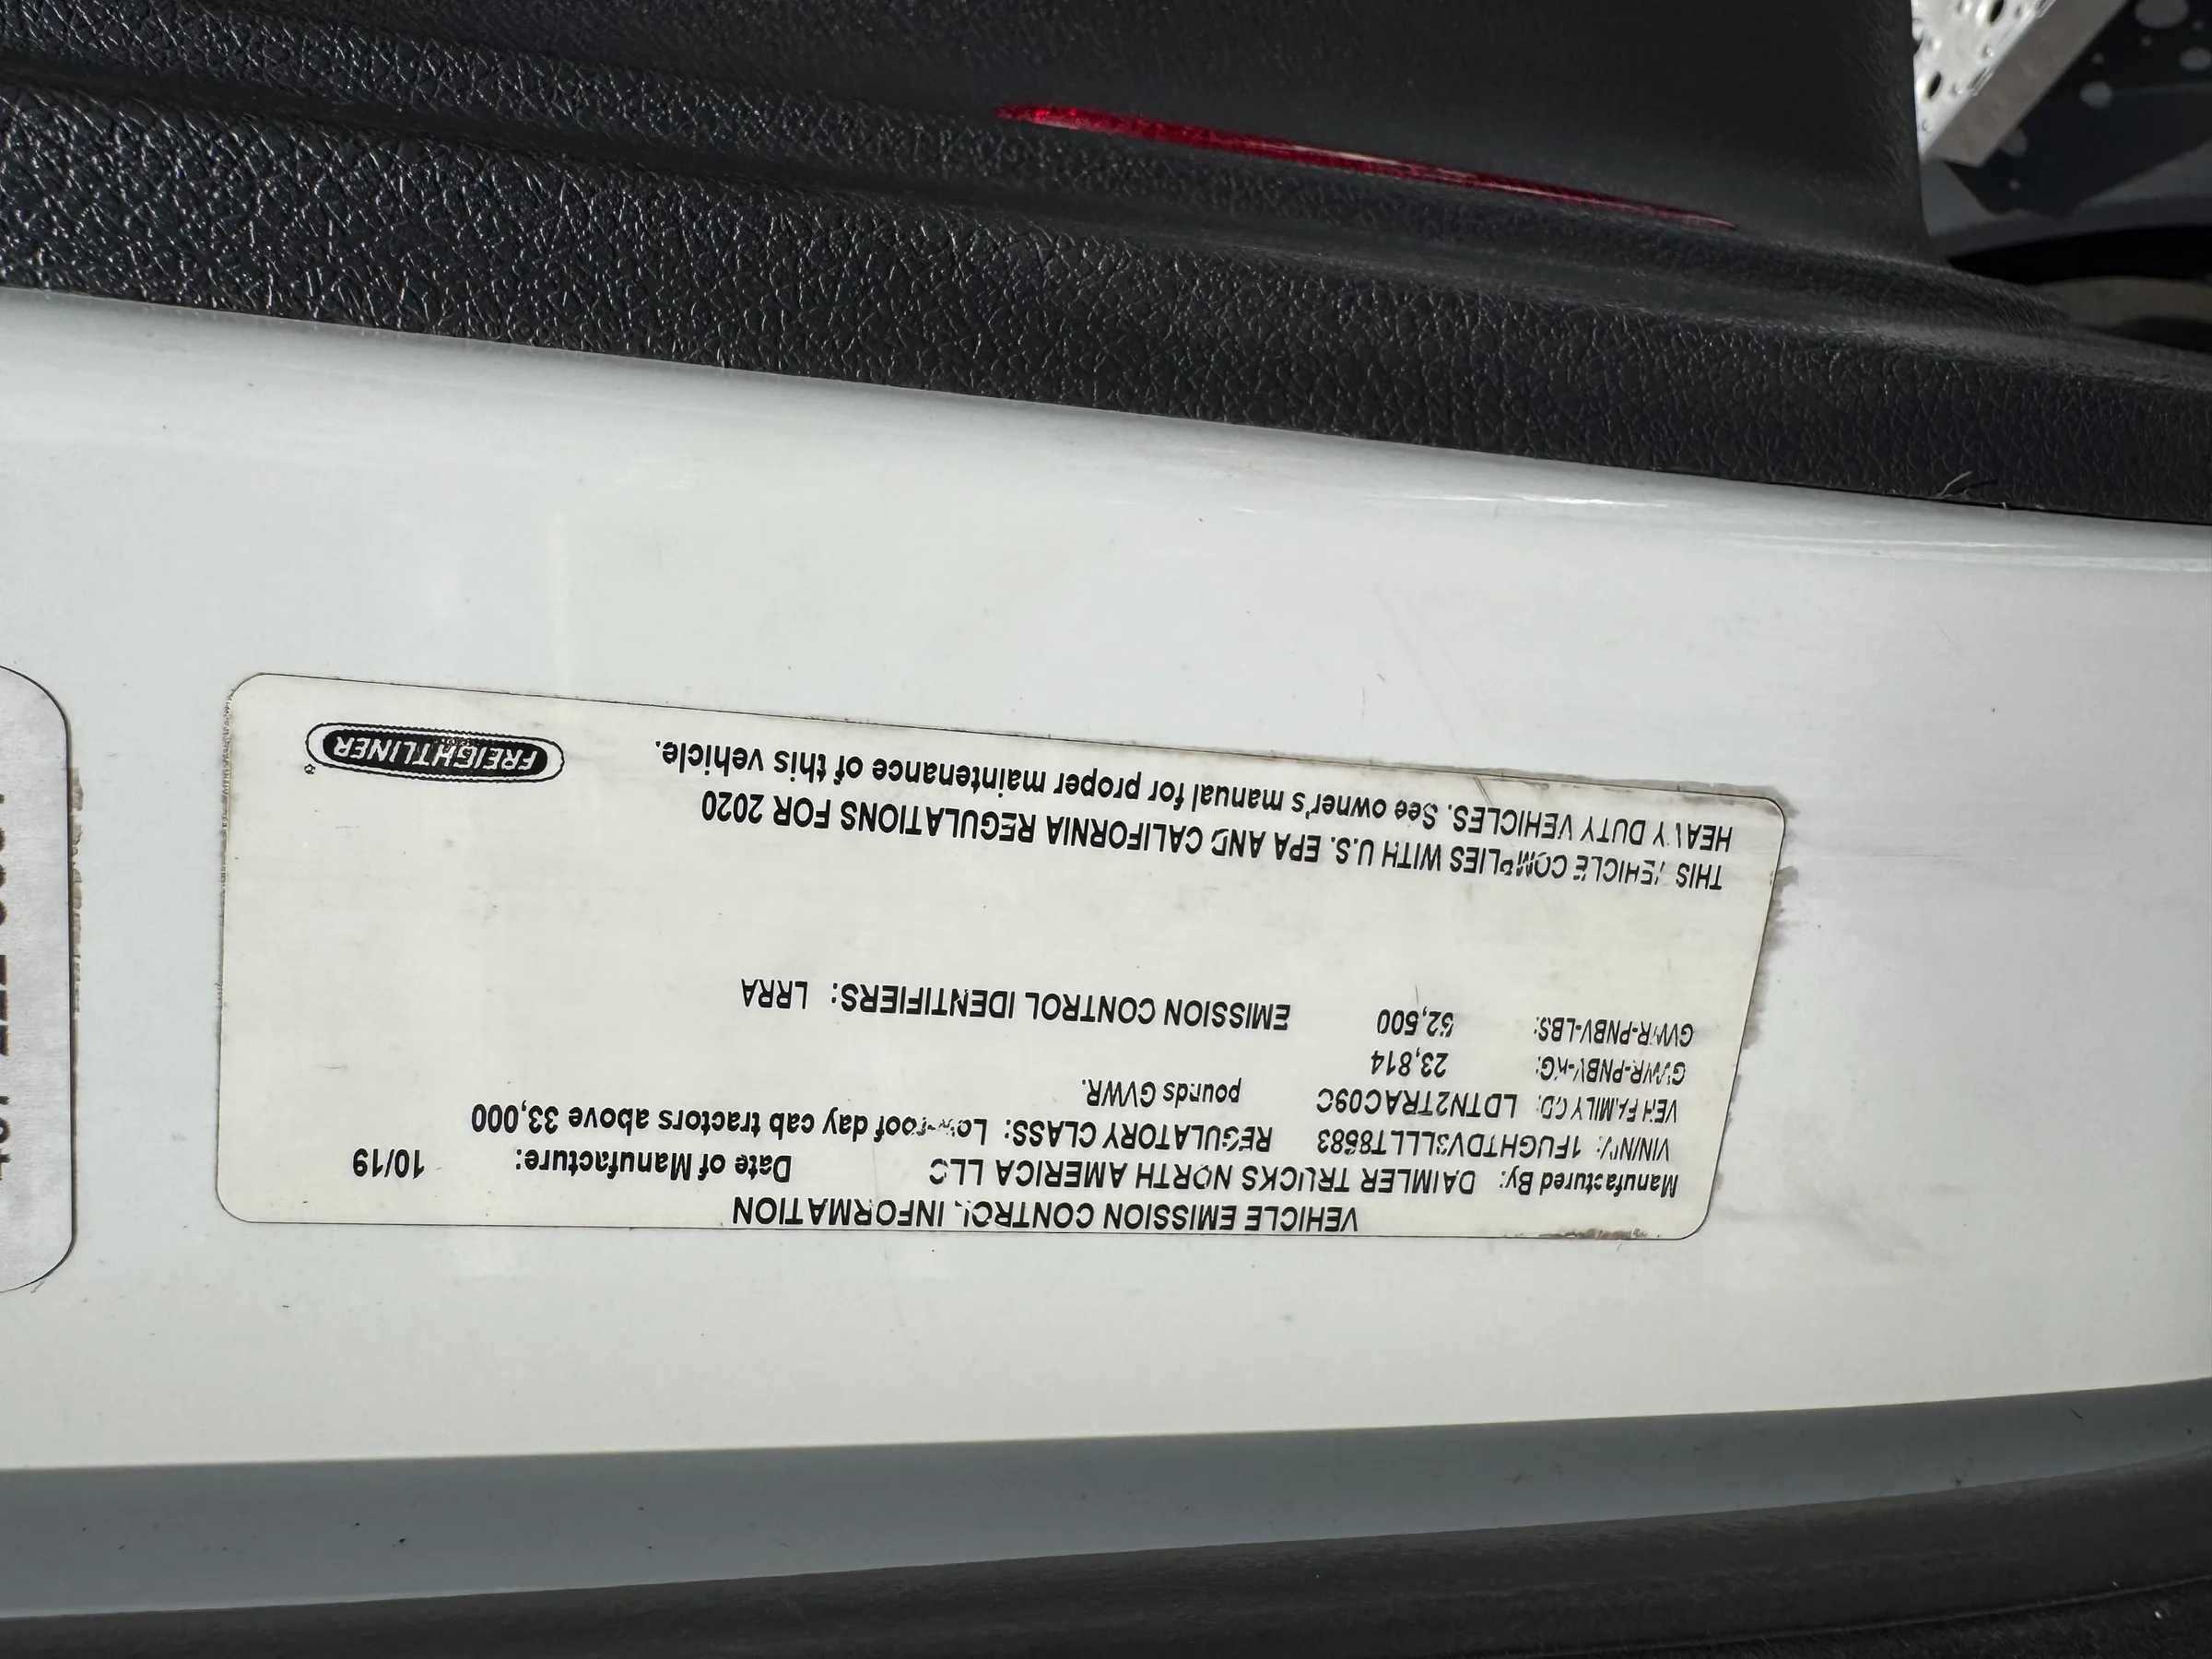 VEHICLE EMISSION CONTROL INFORMATION
Manufactured By: DAIMLER TRUCKS NORTH AMERICA LLC Date of Manufacture: 10/19
VIN/NIV: 1FUGHTDV3LLLT8583 REGULATORY CLASS: Low-roof day cab tractors above 33,000
VEH FAMILY CD: LDTN2TRAC09C pounds GVWR.
GVWR-PNBV-KG: 23,814
GVWR-PNBV-LBS: 52,500 EMISSION CONTROL IDENTIFIERS: LRRA
THIS VEHICLE COMPLIES WITH U.S. EPA AND CALIFORNIA REGULATIONS FOR 2020
HEAVY DUTY VEHICLES. See owner's manual for proper maintenance of this vehicle.
FREIGHTLINER®